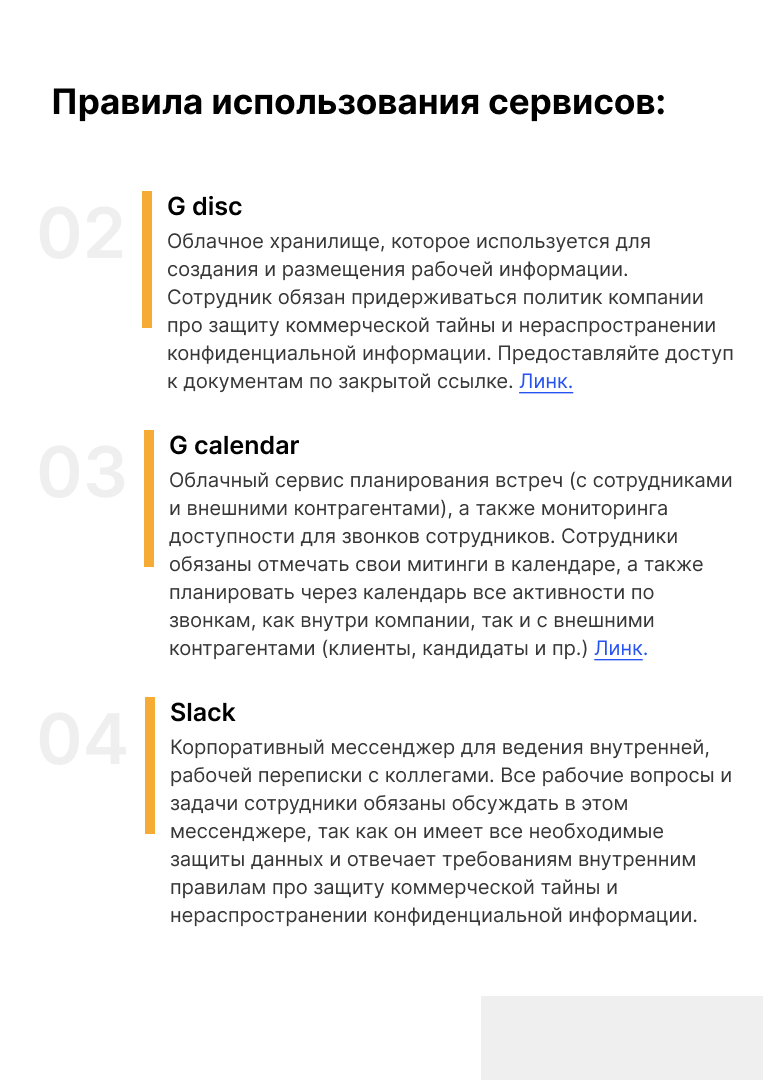 Правила использования сервисов:
02
G disc
Облачное хранилище, которое используется для
создания и размещения рабочей информации.
Сотрудник обязан придерживаться политик компании
про защиту коммерческой тайны и нераспространении
конфиденциальной информации. Предоставляйте доступ
к документам по закрытой ссылке. Линк.
03
G calendar
Облачный сервис планирования встреч (с сотрудниками
и внешними контрагентами), а также мониторинга
доступности для звонков сотрудников. Сотрудники
обязаны отмечать свои митинги в календаре, а также
планировать через календарь все активности по
звонкам, как внутри компании, так и с внешними
контрагентами (клиенты, кандидаты и пр.) Линк.
04
Slack
Корпоративный мессенджер для ведения внутренней,
рабочей переписки с коллегами. Все рабочие вопросы и
задачи сотрудники обязаны обсуждать в этом
мессенджере, так как он имеет все необходимые
защиты данных и отвечает требованиям внутренним
правилам про защиту коммерческой тайны и
нераспространении конфиденциальной информации.